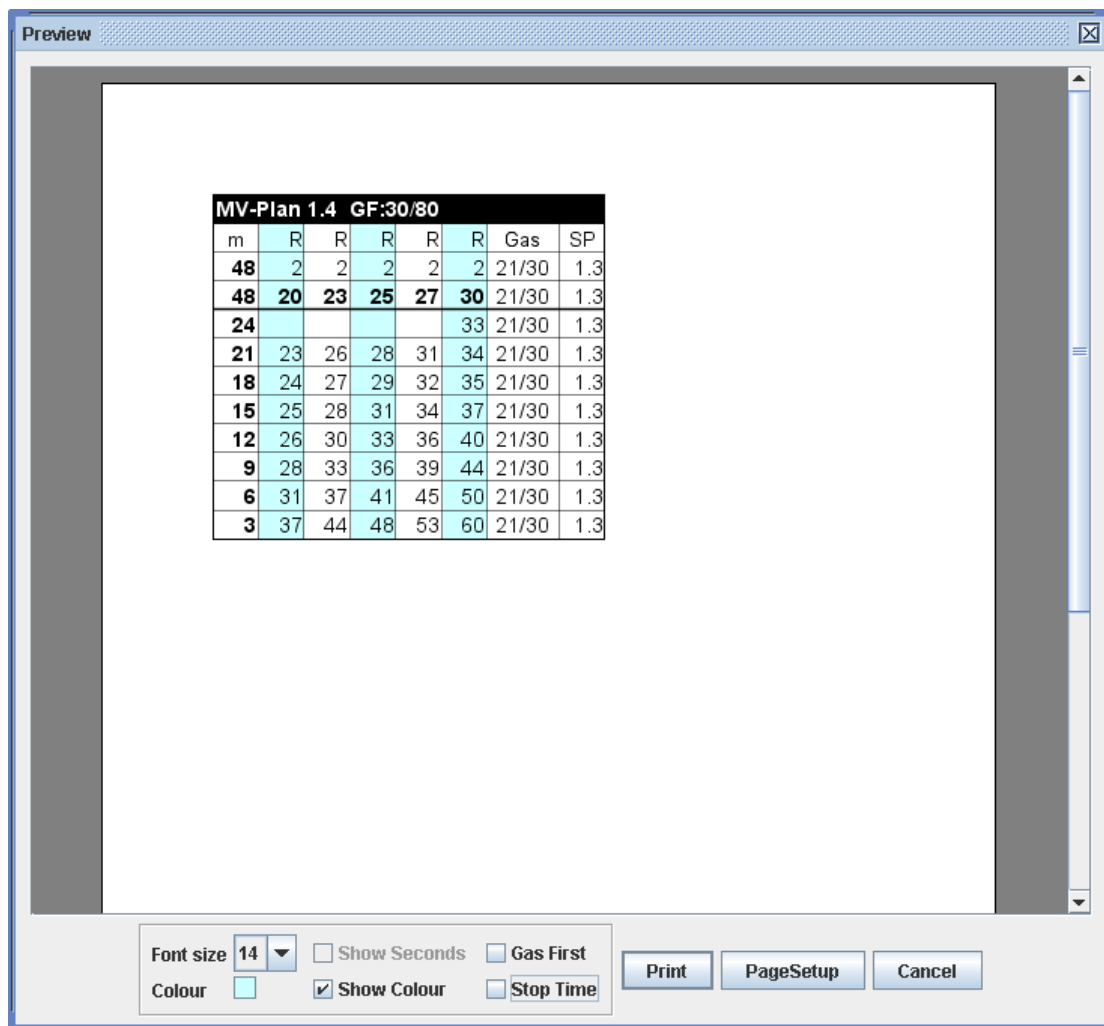 Preview
MV-Plan 1.4 GF:30/80
m R R R R R Gas SP
48 2 2 2 2 2 21/30 1.3
48 20 23 25 27 30 21/30 1.3
24 33 21/30 1.3
21 23 26 28 31 34 21/30 1.3
18 24 27 29 32 35 21/30 1.3
15 25 28 31 34 37 21/30 1.3
12 26 30 33 36 40 21/30 1.3
9 28 33 36 39 44 21/30 1.3
6 31 37 41 45 50 21/30 1.3
3 37 44 48 53 60 21/30 1.3
Font size 14 Show Seconds Gas First
Colour Show Colour Stop Time
Print PageSetup Cancel